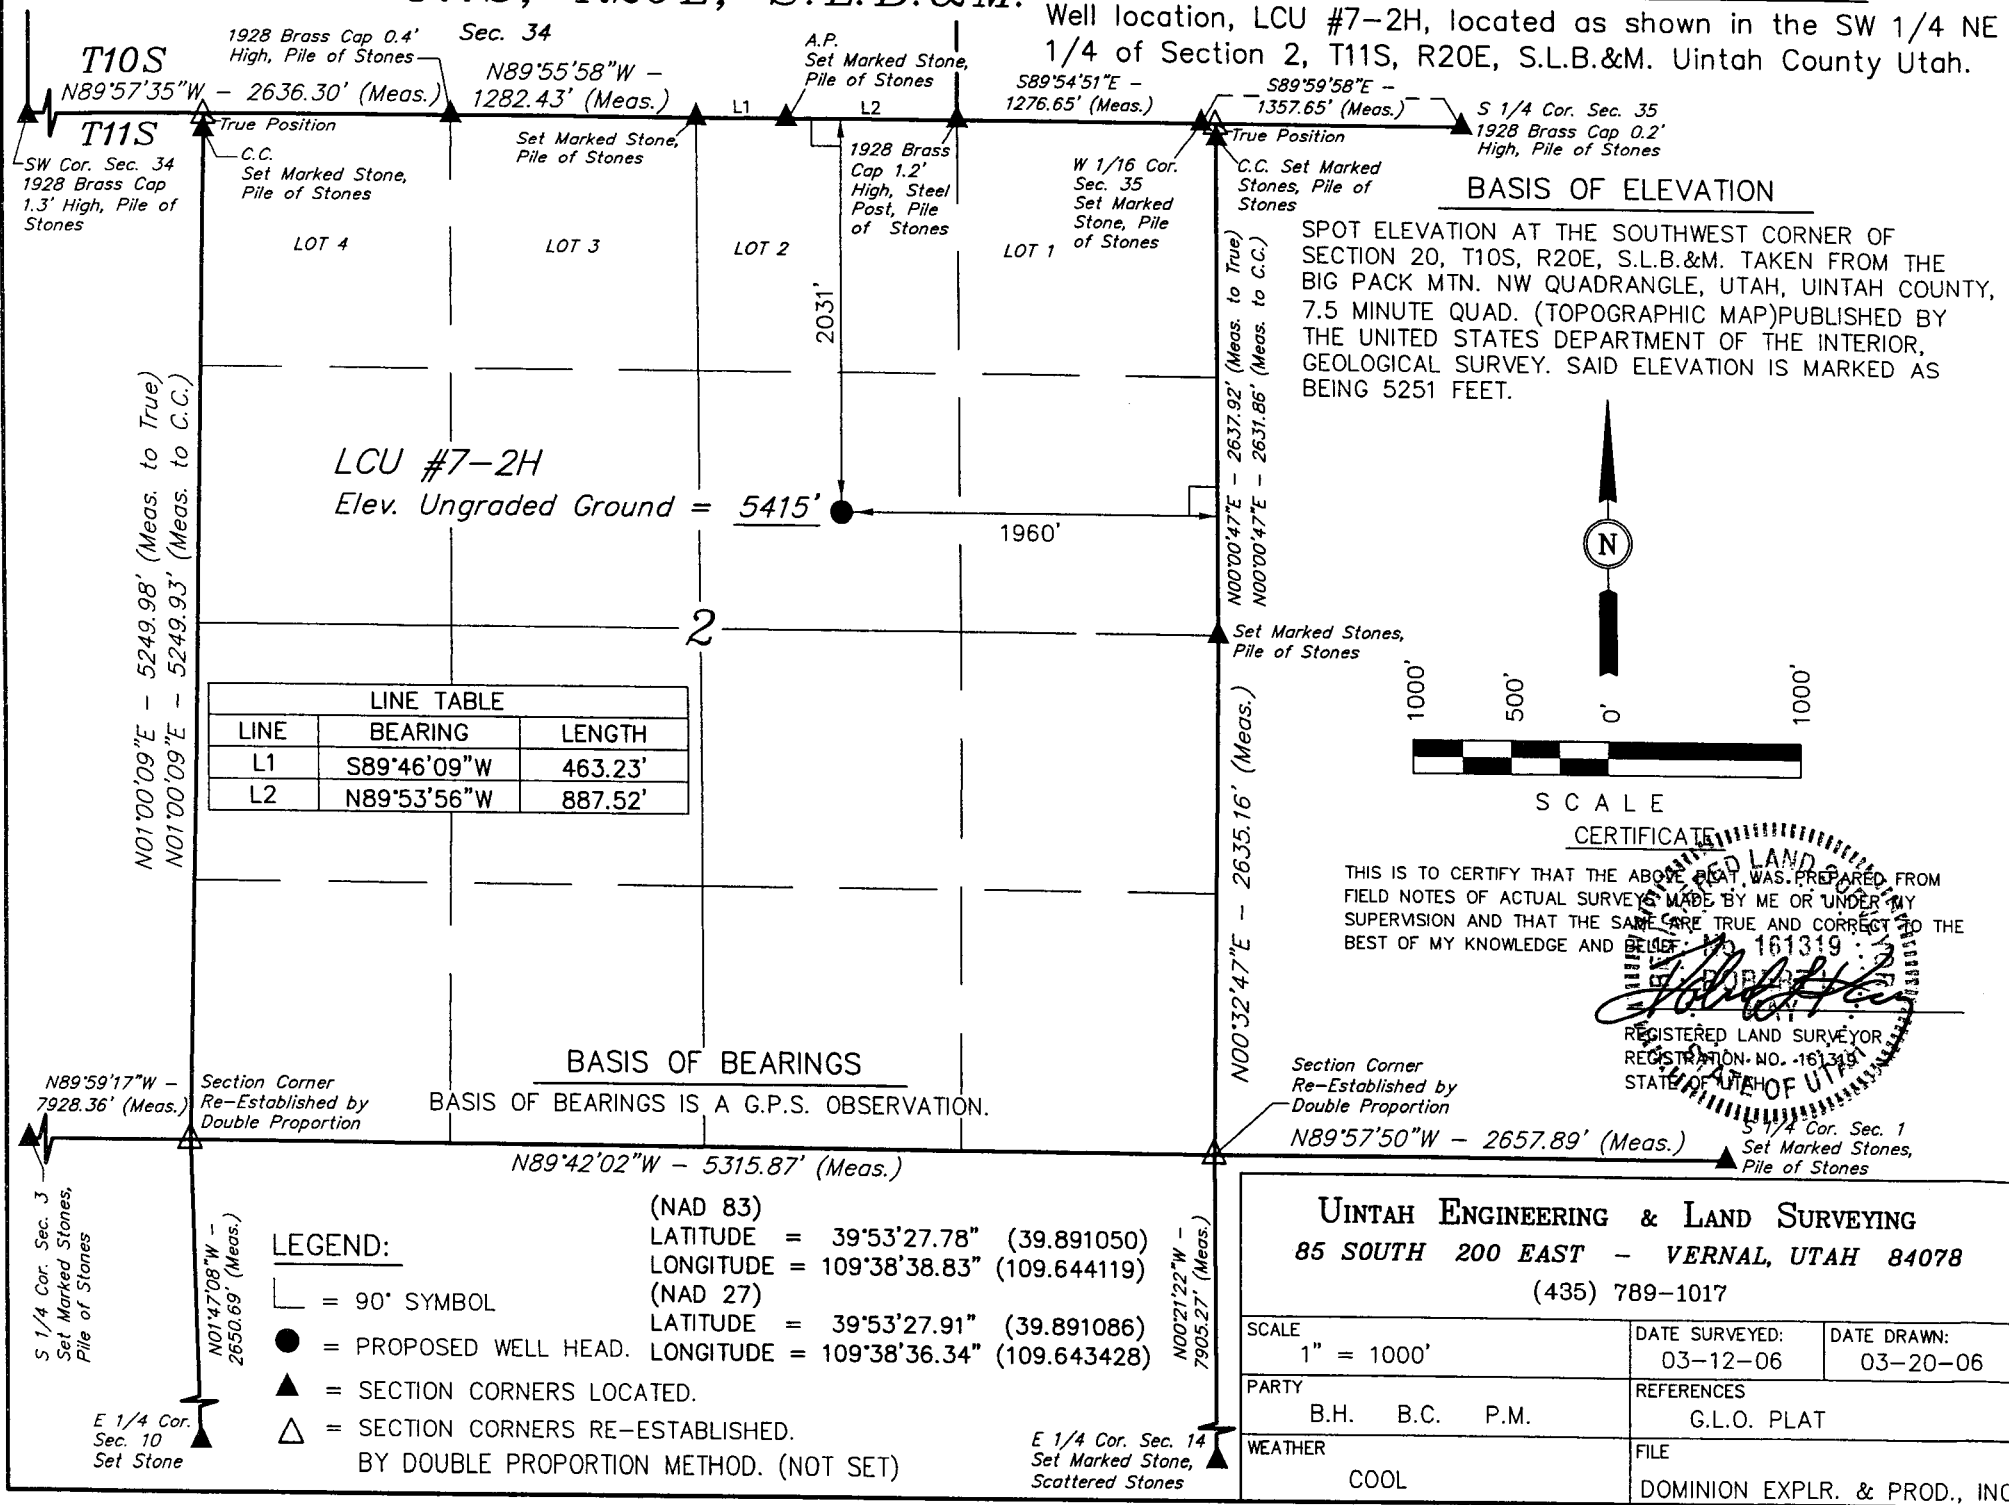 T11S, R20E, S.L.B.&M.
Well location, LCU #7-2H, located as shown in the SW 1/4 NE
1/4 of Section 2, T11S, R20E, S.L.B.&M. Uintah County Utah.
T10S
N89°57'35"W - 2636.30' (Meas.)
T11S
1928 Brass Cap 0.4'
High, Pile of Stones
Sec. 34
N89°55'58"W -
1282.43' (Meas.)
A.P.
Set Marked Stone,
Pile of Stones
L1
L2
S89°54'51"E -
1276.65' (Meas.)
S89°59'58"E -
1357.65' (Meas.)
S 1/4 Cor. Sec. 35
1928 Brass Cap 0.2'
High, Pile of Stones
SW Cor. Sec. 34
1928 Brass Cap
1.3' High, Pile of
Stones
True Position
C.C.
Set Marked Stone,
Pile of Stones
Set Marked Stone,
Pile of Stones
1928 Brass
Cap 1.2'
High, Steel
Post, Pile
of Stones
W 1/16 Cor.
Sec. 35
Set Marked
Stone, Pile
of Stones
True Position
C.C. Set Marked
Stones, Pile of
Stones
LOT 4
LOT 3
LOT 2
LOT 1
BASIS OF ELEVATION
SPOT ELEVATION AT THE SOUTHWEST CORNER OF
SECTION 20, T10S, R20E, S.L.B.&M. TAKEN FROM THE
BIG PACK MTN. NW QUADRANGLE, UTAH, UINTAH COUNTY,
7.5 MINUTE QUAD. (TOPOGRAPHIC MAP)PUBLISHED BY
THE UNITED STATES DEPARTMENT OF THE INTERIOR,
GEOLOGICAL SURVEY. SAID ELEVATION IS MARKED AS
BEING 5251 FEET.
2031'
N00°00'47"E - 2637.92' (Meas. to True)
N00°00'47"E - 2631.86' (Meas. to C.C.)
N01°00'09"E - 5249.98' (Meas. to True)
N01°00'09"E - 5249.93' (Meas. to C.C.)
LCU #7-2H
Elev. Ungraded Ground = 5415'
1960'
N
2
Set Marked Stones,
Pile of Stones
LINE TABLE
LINE BEARING LENGTH
L1 S89°46'09"W 463.23'
L2 N89°53'56"W 887.52'
1000'
500'
0'
1000'
SCALE
N00°32'47"E - 2635.16' (Meas.)
CERTIFICATE
THIS IS TO CERTIFY THAT THE ABOVE PLAT WAS PREPARED FROM
FIELD NOTES OF ACTUAL SURVEYS MADE BY ME OR UNDER MY
SUPERVISION AND THAT THE SAME ARE TRUE AND CORRECT TO THE
BEST OF MY KNOWLEDGE AND BELIEF.
REGISTERED LAND SURVEYOR
No. 161319
STATE OF UTAH
REGISTERED LAND SURVEYOR
REGISTRATION NO. 161319
STATE OF UTAH
BASIS OF BEARINGS
BASIS OF BEARINGS IS A G.P.S. OBSERVATION.
N89°59'17"W -
7928.36' (Meas.)
Section Corner
Re-Established by
Double Proportion
Section Corner
Re-Established by
Double Proportion
N89°42'02"W - 5315.87' (Meas.)
N89°57'50"W - 2657.89' (Meas.)
S 1/4 Cor. Sec. 1
Set Marked Stones,
Pile of Stones
S 1/4 Cor. Sec. 3
Set Marked Stones,
Pile of Stones
N01°47'08"W -
2650.69' (Meas.)
E 1/4 Cor.
Sec. 10
Set Stone
LEGEND:
= 90° SYMBOL
= PROPOSED WELL HEAD.
= SECTION CORNERS LOCATED.
= SECTION CORNERS RE-ESTABLISHED.
BY DOUBLE PROPORTION METHOD. (NOT SET)
(NAD 83)
LATITUDE = 39°53'27.78" (39.891050)
LONGITUDE = 109°38'38.83" (109.644119)
(NAD 27)
LATITUDE = 39°53'27.91" (39.891086)
LONGITUDE = 109°38'36.34" (109.643428)
N00°21'22"W -
7905.27' (Meas.)
E 1/4 Cor. Sec. 14
Set Marked Stone,
Scattered Stones
UINTAH ENGINEERING & LAND SURVEYING
85 SOUTH 200 EAST - VERNAL, UTAH 84078
(435) 789-1017
SCALE
1" = 1000'
DATE SURVEYED:
03-12-06
DATE DRAWN:
03-20-06
PARTY
B.H. B.C. P.M.
REFERENCES
G.L.O. PLAT
WEATHER
COOL
FILE
DOMINION EXPLR. & PROD., INC